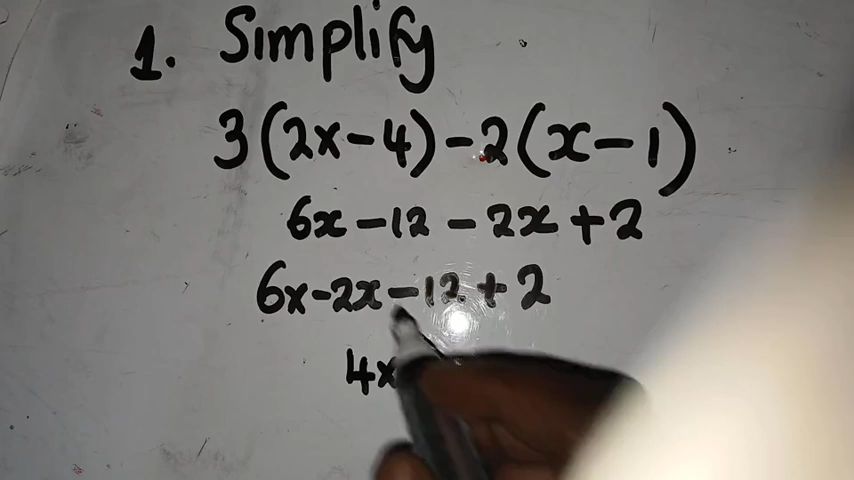 1. Simplify
3(2x-4)-2(x-1)
6x-12-2x+2
6x-2x-12+2
4x